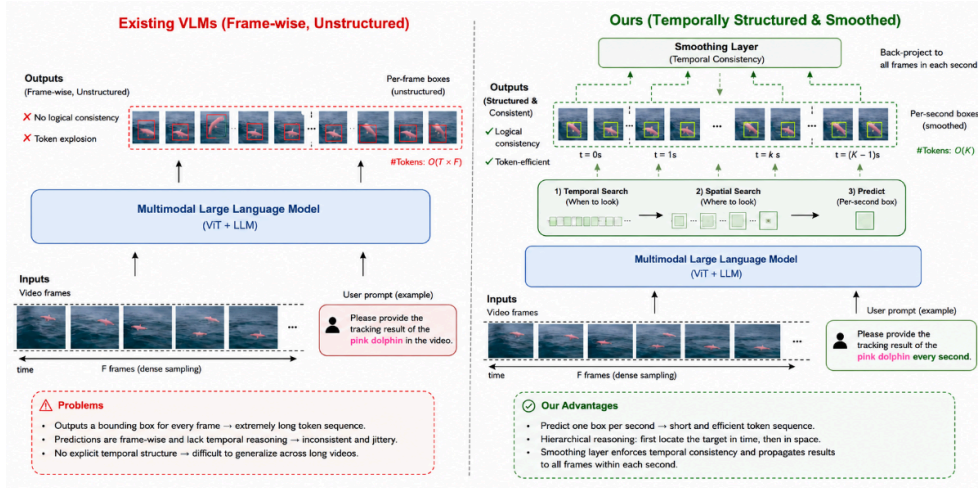 Existing VLMs (Frame-wise, Unstructured)
Outputs
(Frame-wise, Unstructured)
✗ No logical consistency
✗ Token explosion
Per-frame boxes
(unstructured)
...
...
#Tokens: O(T × F)
Multimodal Large Language Model
(ViT + LLM)
Inputs
Video frames
...
time
F frames (dense sampling)
User prompt (example)
Please provide the
tracking result of the
pink dolphin in the video.
Problems
• Outputs a bounding box for every frame → extremely long token sequence.
• Predictions are frame-wise and lack temporal reasoning → inconsistent and jittery.
• No explicit temporal structure → difficult to generalize across long videos.
Ours (Temporally Structured & Smoothed)
Smoothing Layer
(Temporal Consistency)
Back-project to
all frames in each second
Outputs
(Structured &
Consistent)
✓ Logical
consistency
✓ Token-efficient
...
...
Per-second boxes
(smoothed)
#Tokens: O(K)
t = 0s
t = 1s
t = k s
t = (K − 1)s
1) Temporal Search
(When to look)
...
2) Spatial Search
(Where to look)
...
3) Predict
(Per-second box)
Multimodal Large Language Model
(ViT + LLM)
Inputs
Video frames
...
time
F frames (dense sampling)
User prompt (example)
Please provide the
tracking result of the
pink dolphin every second.
Our Advantages
• Predict one box per second → short and efficient token sequence.
• Hierarchical reasoning: first locate the target in time, then in space.
• Smoothing layer enforces temporal consistency and propagates results
to all frames within each second.